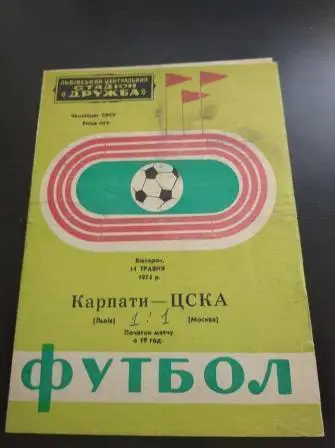 ЛЬВІВСЬКИЙ ЦЕНТРАЛЬНИЙ
СТАДІОН
«ДРУЖБА»
Чемпіонат СРСР
Вища ліга
Вівторок,
14 ТРАВНЯ
1974 р.
Карпати—ЦСКА
(Львів) 1:1 (Москва)
Початок матчу
о 19 год.
ФУТБОЛ